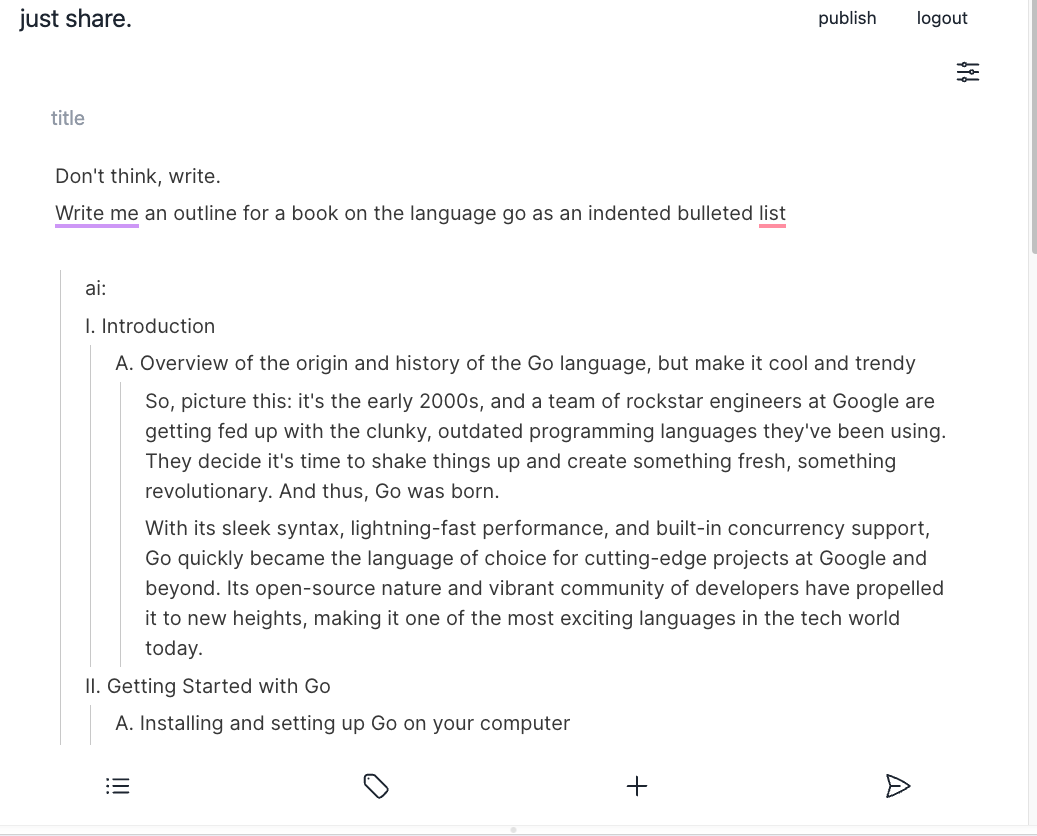 just share.
publish
logout
title
Don't think, write.
Write me an outline for a book on the language go as an indented bulleted list
ai:
I. Introduction
A. Overview of the origin and history of the Go language, but make it cool and trendy
So, picture this: it's the early 2000s, and a team of rockstar engineers at Google are
getting fed up with the clunky, outdated programming languages they've been using.
They decide it's time to shake things up and create something fresh, something
revolutionary. And thus, Go was born.
With its sleek syntax, lightning-fast performance, and built-in concurrency support,
Go quickly became the language of choice for cutting-edge projects at Google and
beyond. Its open-source nature and vibrant community of developers have propelled
it to new heights, making it one of the most exciting languages in the tech world
today.
II. Getting Started with Go
A. Installing and setting up Go on your computer